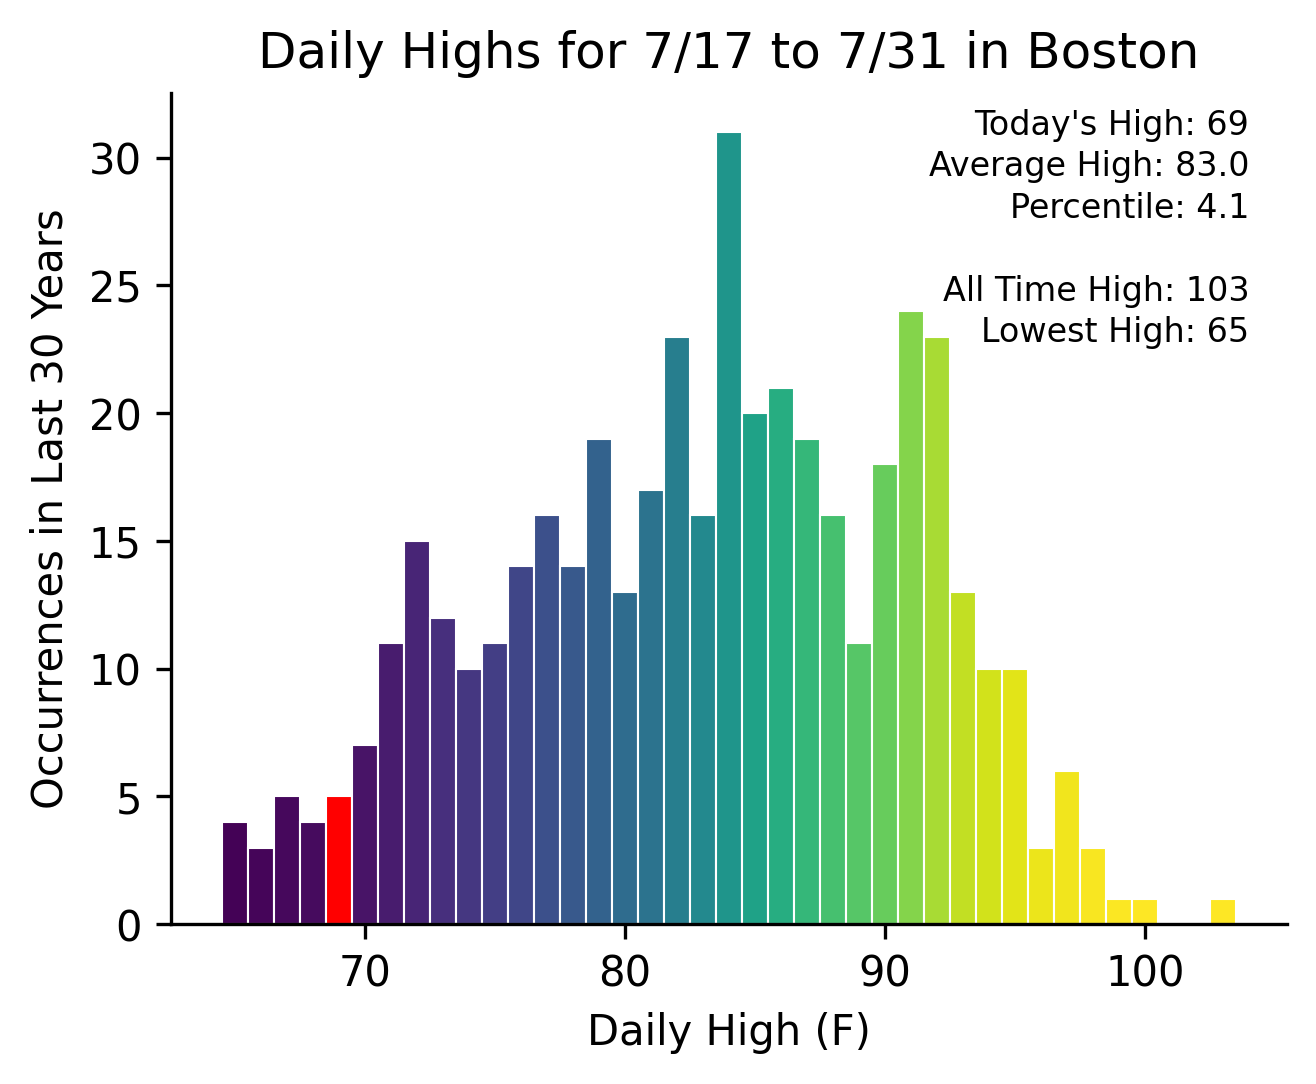 Daily Highs for 7/17 to 7/31 in Boston
Today's High: 69
Average High: 83.0
Percentile: 4.1
All Time High: 103
Lowest High: 65
Occurrences in Last 30 Years
30
25
20
15
10
5
0
70 80 90 100
Daily High (F)